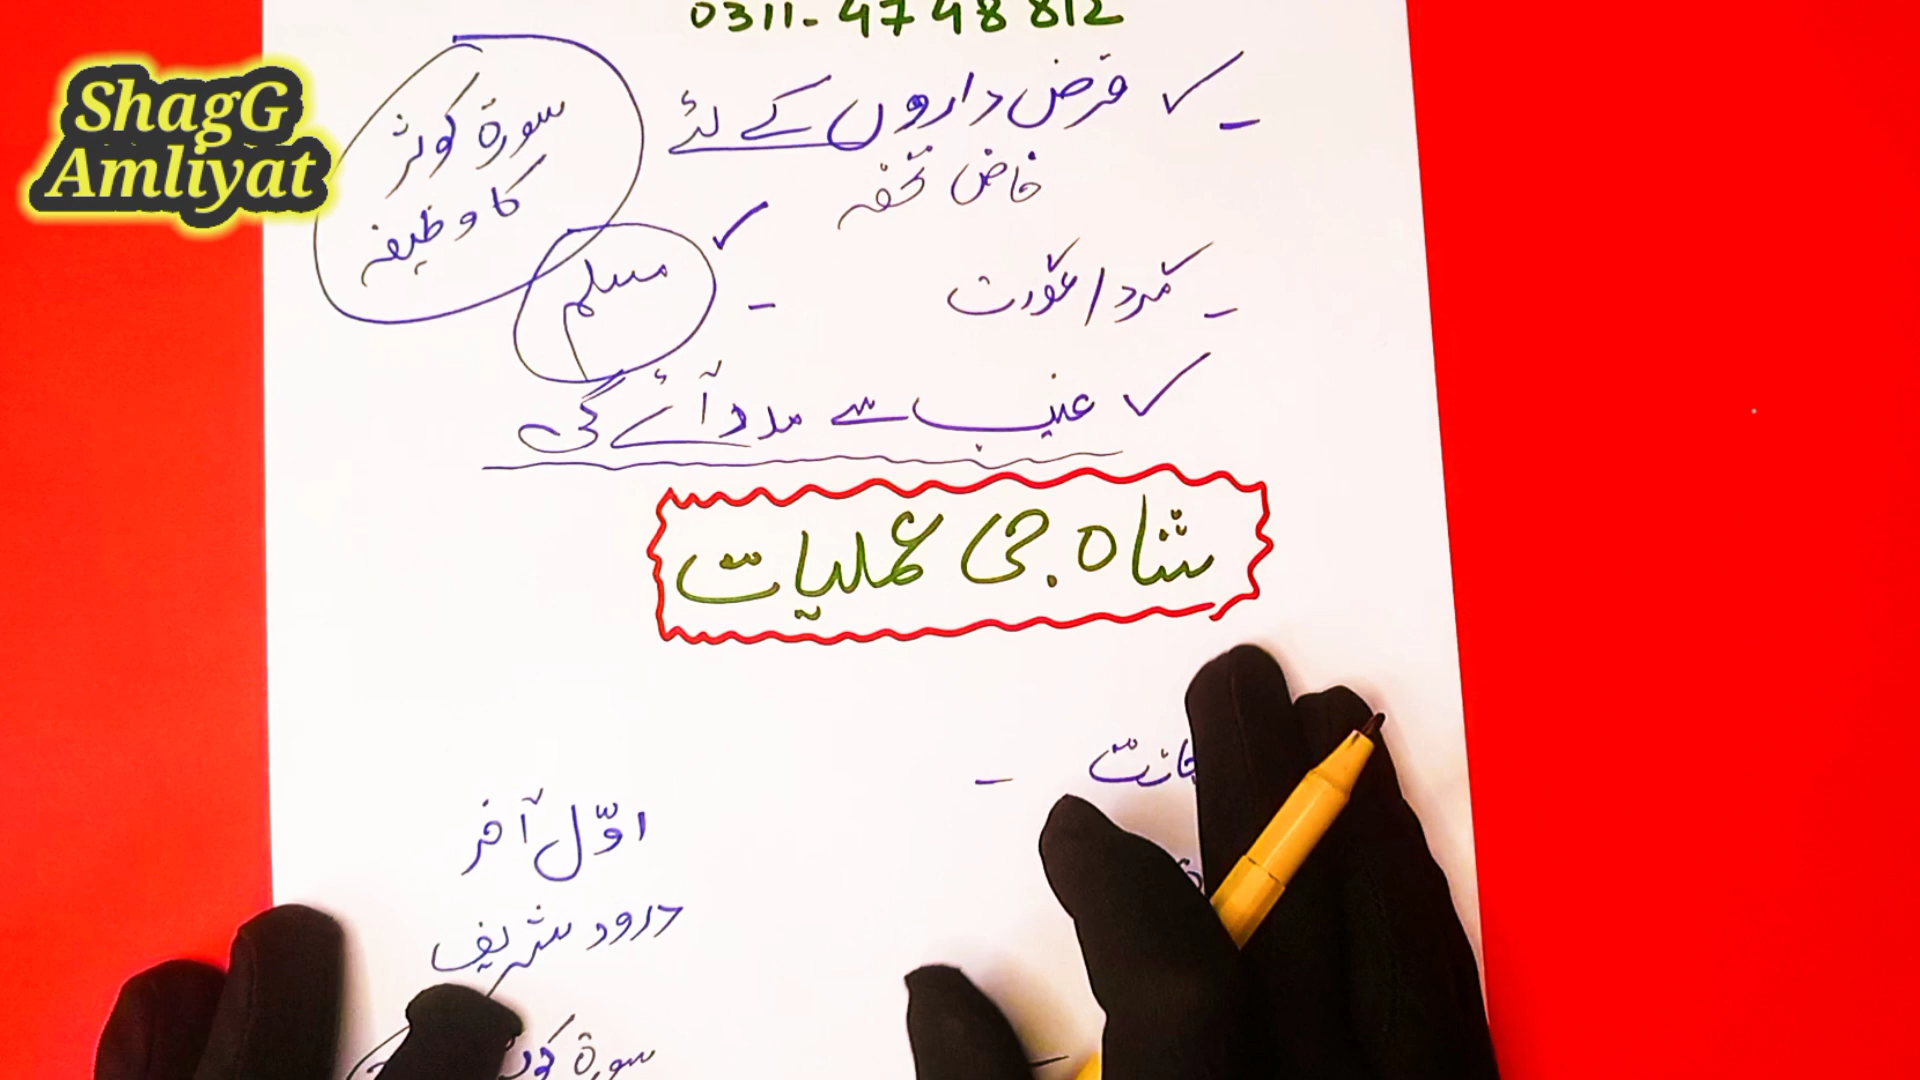 0311-4748812
ShagG
Amliyat
قرض داروں کے لئے
خاص تحفہ
سورۃ کوثر
کا وظیفہ
مرد / عورت
مسلم
غیب سے مدد آئے گی
شاہ جی عملیات
اوّل آخر
درود شریف
سورۃ